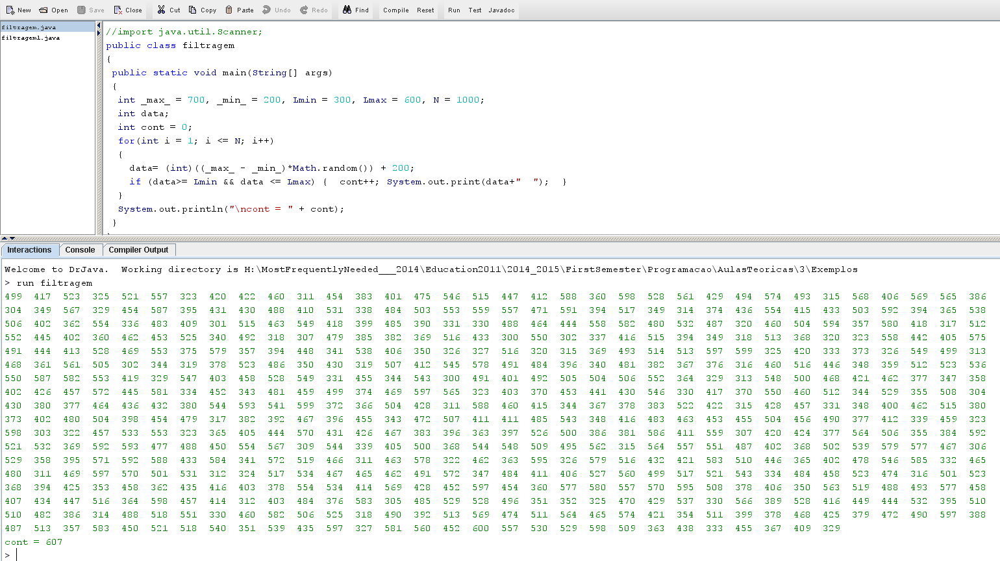 New Open Save Close Cut Copy Paste Undo Redo Find Compile Reset Run Test Javadoc
filtragem.java
filtragem1.java
//import java.util.Scanner;
public class filtragem
{
public static void main(String[] args)
{
int _max_ = 700, _min_ = 200, Lmin = 300, Lmax = 600, N = 1000;
int data;
int cont = 0;
for(int i = 1; i <= N; i++)
{
data= (int)((_max_ - _min_)*Math.random()) + 200;
if (data>= Lmin && data <= Lmax) {  cont++; System.out.print(data+"  ");  }
}
System.out.println("\ncont = " + cont);
}
Interactions Console Compiler Output
Welcome to DrJava.  Working directory is H:\MostFrequentlyNeeded___2014\Education2011\2014_2015\FirstSemester\Programacao\AulasTeoricas\3\Exemplos
> run filtragem
499 417 523 325 521 557 323 420 422 460 311 454 383 401 475 546 515 447 412 588 360 598 528 561 429 494 574 493 315 568 406 569 565 386
304 349 567 329 454 587 395 431 430 488 410 531 338 484 503 553 559 557 471 591 394 517 349 314 374 436 554 415 433 503 592 394 365 538
506 402 362 554 336 483 409 301 515 463 549 418 399 485 390 331 330 488 464 444 558 582 480 532 487 320 460 504 594 357 580 418 317 512
552 445 402 360 462 453 525 340 492 318 307 479 385 382 369 516 433 300 550 302 337 416 515 394 349 318 513 368 320 323 558 442 405 575
491 444 413 528 469 553 375 579 357 394 448 341 538 406 350 326 327 516 320 315 369 493 514 513 597 599 325 420 333 373 326 549 499 313
468 361 561 505 302 344 319 378 523 486 350 430 319 507 412 545 578 491 484 396 340 481 382 367 376 316 460 516 446 348 359 512 523 536
550 587 582 553 419 329 547 403 458 528 549 331 455 344 543 300 491 401 492 505 504 506 552 364 329 313 548 500 468 421 462 377 347 358
402 426 457 572 445 581 334 452 343 481 459 499 374 469 597 565 323 403 370 453 441 430 546 330 417 370 550 460 512 344 529 355 508 304
430 380 377 464 436 432 380 544 593 541 599 372 366 504 428 311 588 460 415 344 367 378 383 522 422 315 428 457 331 348 400 462 515 380
373 402 480 504 398 454 479 317 382 392 467 396 455 343 472 507 411 411 485 543 348 416 483 463 453 455 504 456 490 377 412 339 459 323
598 303 322 457 533 553 323 365 405 444 570 431 426 467 383 396 363 397 526 500 386 381 586 411 559 307 420 424 377 564 506 355 384 592
521 532 369 592 593 477 488 450 554 567 309 544 339 405 500 368 544 548 509 495 562 315 564 557 551 487 402 368 502 539 579 577 467 306
529 358 395 571 592 588 433 584 341 572 519 466 311 463 578 322 462 363 595 326 579 516 432 421 583 510 446 365 402 478 546 585 332 465
480 311 469 597 570 501 531 312 324 517 534 467 465 462 491 572 347 484 411 406 527 560 499 517 521 543 334 484 458 523 474 316 501 523
368 394 425 353 458 362 435 416 403 378 554 534 414 569 428 452 597 454 360 577 580 557 570 595 508 378 406 350 563 519 488 493 577 458
407 434 447 516 364 598 457 414 312 403 484 376 583 305 485 529 528 496 351 352 325 470 429 537 330 566 389 528 416 449 444 532 395 510
510 482 386 314 488 518 551 330 460 582 506 525 318 490 392 513 569 474 511 564 465 574 421 354 511 399 378 468 425 379 472 490 597 388
487 513 357 583 450 521 518 540 351 539 435 597 327 581 560 452 600 557 530 529 598 509 363 438 333 455 367 409 329
cont = 607
>